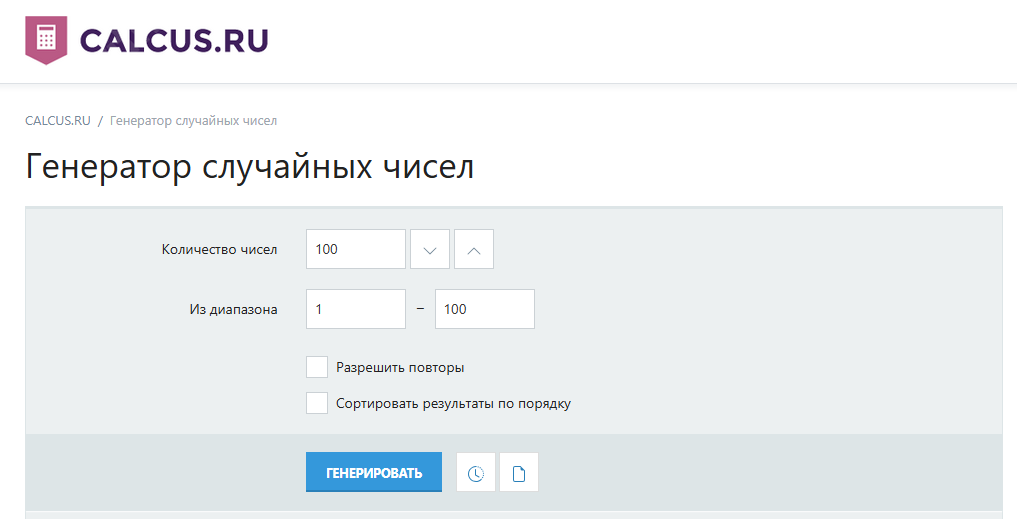 CALCUS.RU
CALCUS.RU / Генератор случайных чисел
Генератор случайных чисел
Количество чисел 100
Из диапазона 1 – 100
Разрешить повторы
Сортировать результаты по порядку
ГЕНЕРИРОВАТЬ